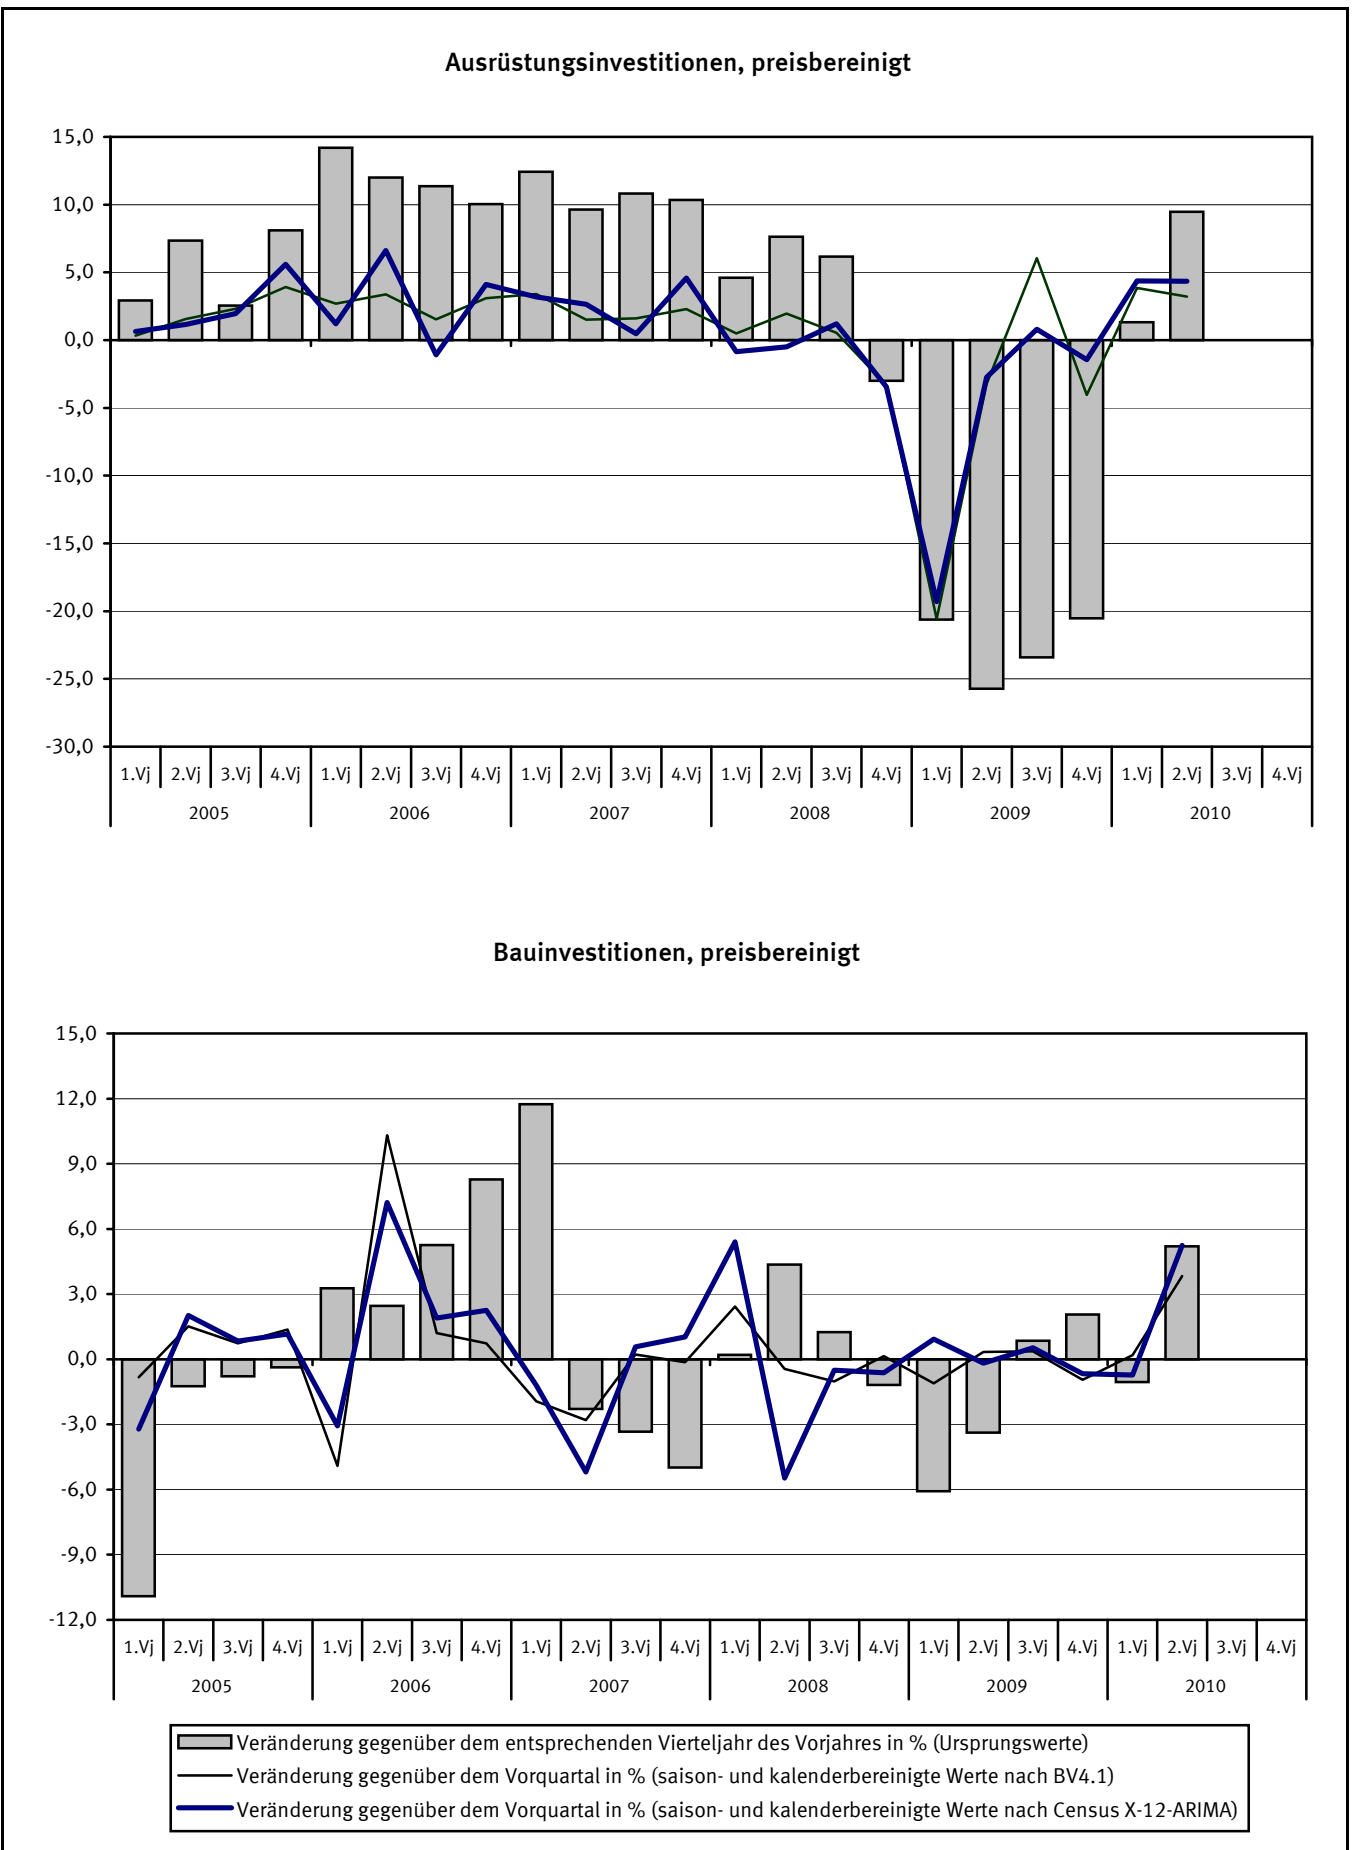 Ausrüstungsinvestitionen, preisbereinigt
15,0
10,0
5,0
0,0
-5,0
-10,0
-15,0
-20,0
-25,0
-30,0
1.Vj 2.Vj 3.Vj 4.Vj 1.Vj 2.Vj 3.Vj 4.Vj 1.Vj 2.Vj 3.Vj 4.Vj 1.Vj 2.Vj 3.Vj 4.Vj 1.Vj 2.Vj 3.Vj 4.Vj 1.Vj 2.Vj 3.Vj 4.Vj
2005 2006 2007 2008 2009 2010
Bauinvestitionen, preisbereinigt
15,0
12,0
9,0
6,0
3,0
0,0
-3,0
-6,0
-9,0
-12,0
1.Vj 2.Vj 3.Vj 4.Vj 1.Vj 2.Vj 3.Vj 4.Vj 1.Vj 2.Vj 3.Vj 4.Vj 1.Vj 2.Vj 3.Vj 4.Vj 1.Vj 2.Vj 3.Vj 4.Vj 1.Vj 2.Vj 3.Vj 4.Vj
2005 2006 2007 2008 2009 2010
Veränderung gegenüber dem entsprechenden Vierteljahr des Vorjahres in % (Ursprungswerte)
Veränderung gegenüber dem Vorquartal in % (saison- und kalenderbereinigte Werte nach BV4.1)
Veränderung gegenüber dem Vorquartal in % (saison- und kalenderbereinigte Werte nach Census X-12-ARIMA)